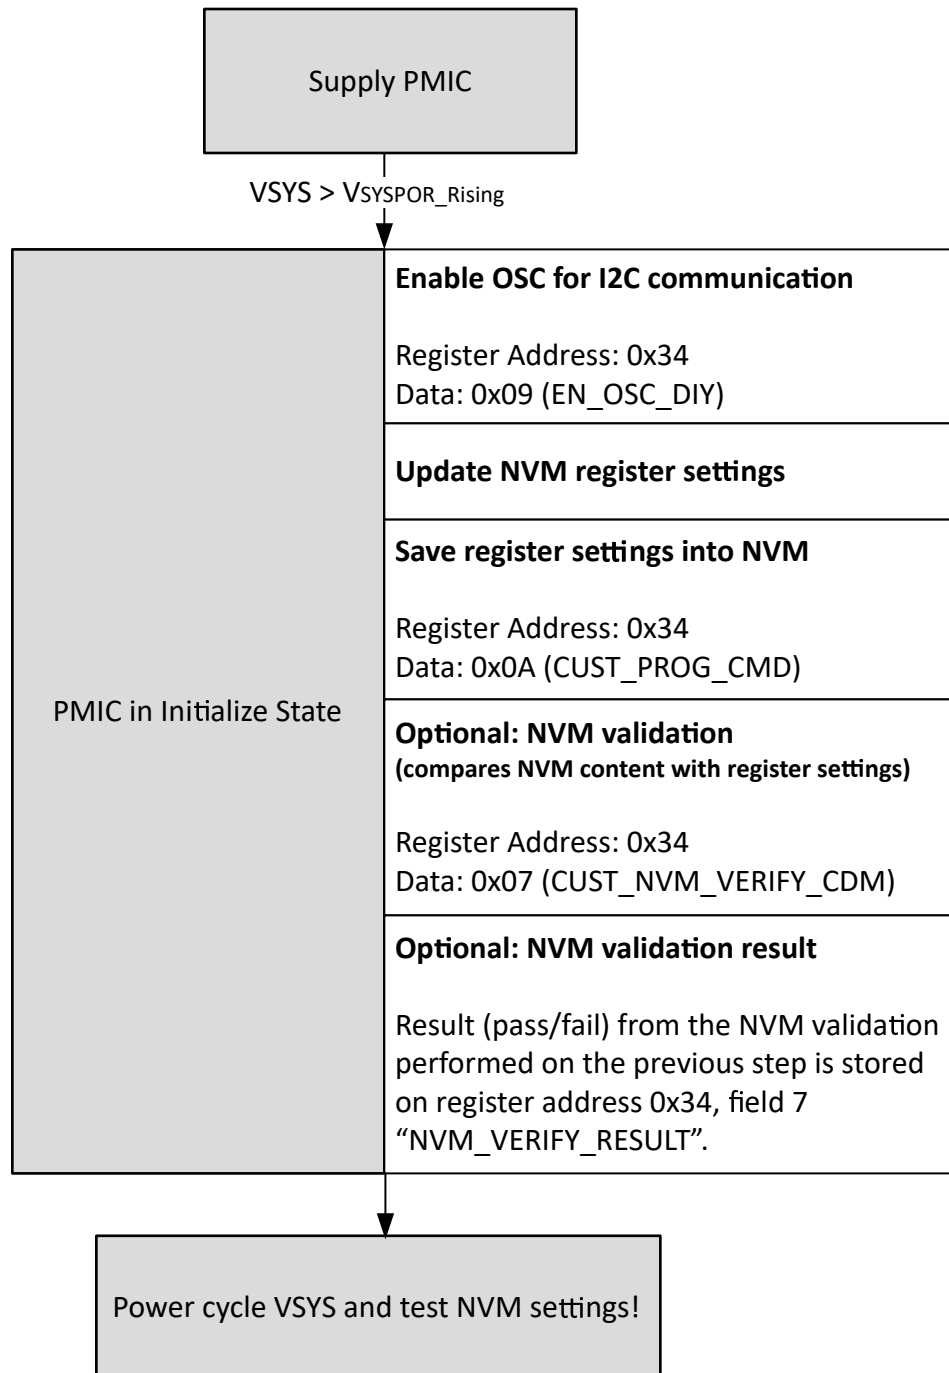 Supply PMIC
VSYS > VSYSPOR_Rising
Enable OSC for I2C communication
Register Address: 0x34
Data: 0x09 (EN_OSC_DIY)
Update NVM register settings
Save register settings into NVM
Register Address: 0x34
Data: 0x0A (CUST_PROG_CMD)
PMIC in Initialize State
Optional: NVM validation
(compares NVM content with register settings)
Register Address: 0x34
Data: 0x07 (CUST_NVM_VERIFY_CDM)
Optional: NVM validation result
Result (pass/fail) from the NVM validation
performed on the previous step is stored
on register address 0x34, field 7
“NVM_VERIFY_RESULT”.
Power cycle VSYS and test NVM settings!